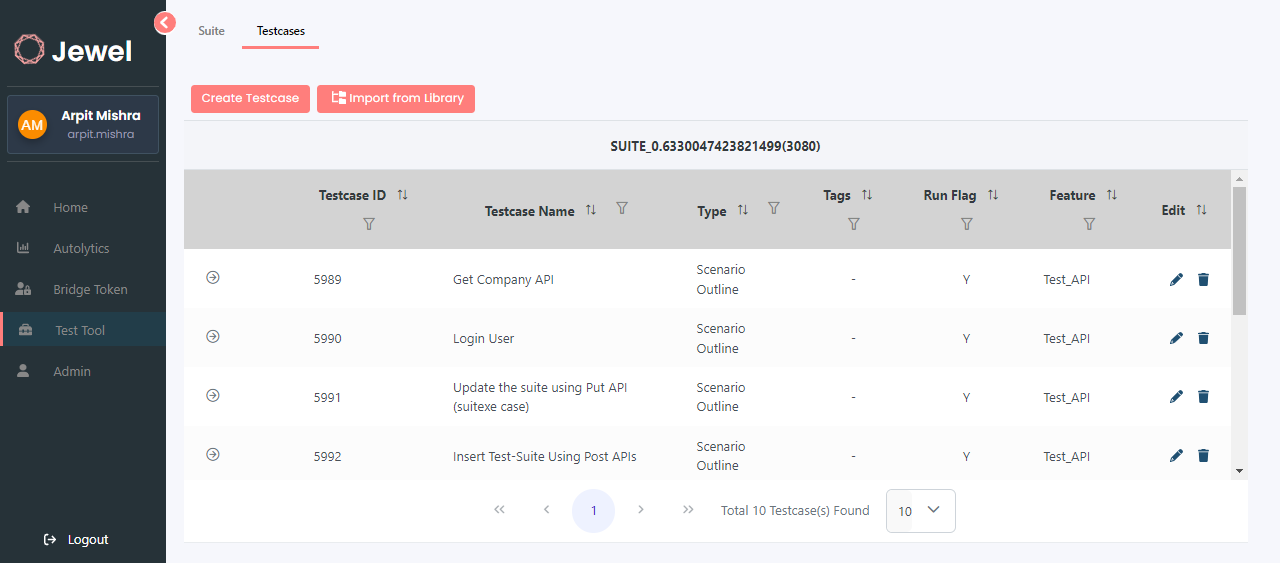 Jewel
AM
Arpit Mishra
arpit.mishra
Home
Autolytics
Bridge Token
Test Tool
Admin
Logout
Suite Testcases
Create Testcase Import from Library
SUITE_0.6330047423821499(3080)
Testcase ID Testcase Name Type Tags Run Flag Feature Edit
5989 Get Company API Scenario Outline - Y Test_API
5990 Login User Scenario Outline - Y Test_API
5991 Update the suite using Put API (suitexe case) Scenario Outline - Y Test_API
5992 Insert Test-Suite Using Post APIs Scenario Outline - Y Test_API
1 Total 10 Testcase(s) Found 10